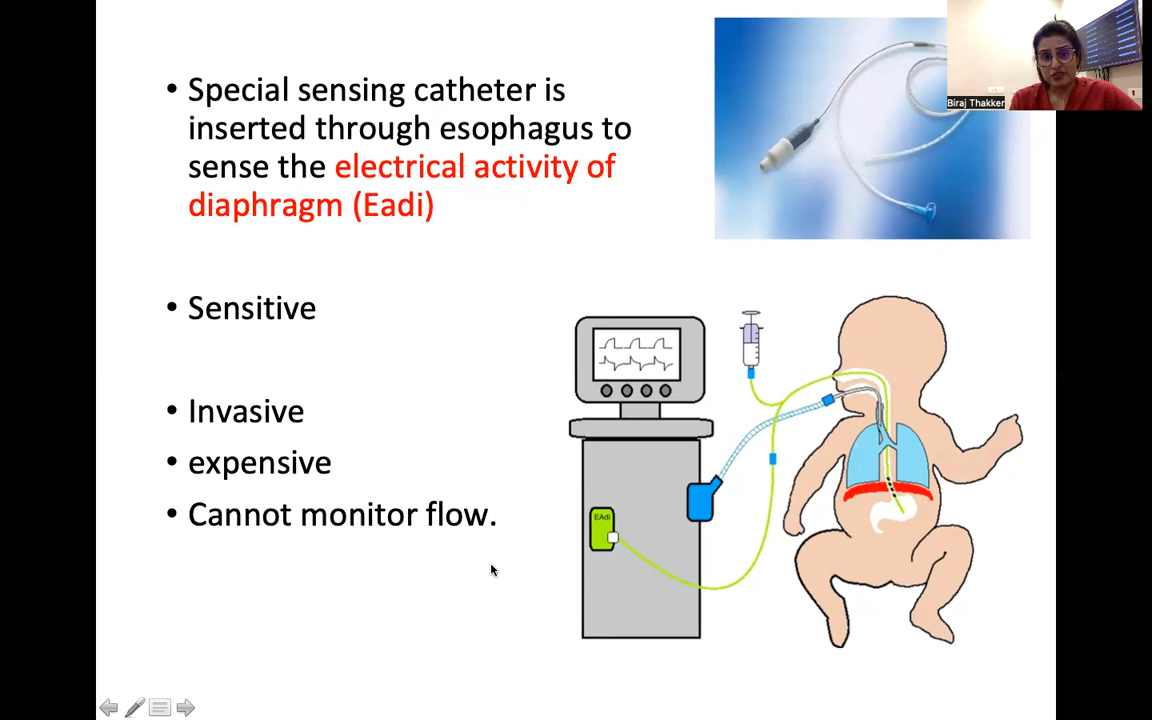 • Special sensing catheter is
inserted through esophagus to
sense the electrical activity of
diaphragm (Eadi)
• Sensitive
• Invasive
• expensive
• Cannot monitor flow.
Biraj Thakker
EAdi